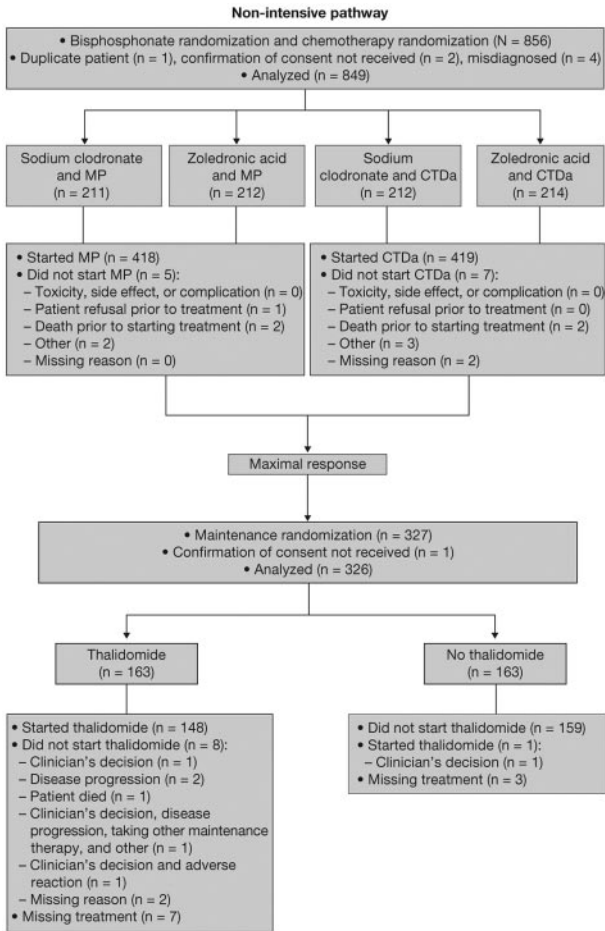 Non-intensive pathway
• Bisphosphonate randomization and chemotherapy randomization (N = 856)
• Duplicate patient (n = 1), confirmation of consent not received (n = 2), misdiagnosed (n = 4)
• Analyzed (n = 849)
Sodium clodronate
and MP
(n = 211)
Zoledronic acid
and MP
(n = 212)
Sodium
clodronate and CTDa
(n = 212)
Zoledronic acid
and CTDa
(n = 214)
• Started MP (n = 418)
• Did not start MP (n = 5):
– Toxicity, side effect, or complication (n = 0)
– Patient refusal prior to treatment (n = 1)
– Death prior to starting treatment (n = 2)
– Other (n = 2)
– Missing reason (n = 0)
• Started CTDa (n = 419)
• Did not start CTDa (n = 7):
– Toxicity, side effect, or complication (n = 0)
– Patient refusal prior to treatment (n = 0)
– Death prior to starting treatment (n = 2)
– Other (n = 3)
– Missing reason (n = 2)
Maximal response
• Maintenance randomization (n = 327)
• Confirmation of consent not received (n = 1)
• Analyzed (n = 326)
Thalidomide
(n = 163)
No thalidomide
(n = 163)
• Started thalidomide (n = 148)
• Did not start thalidomide (n = 8):
– Clinician's decision (n = 1)
– Disease progression (n = 2)
– Patient died (n = 1)
– Clinician's decision, disease
progression, taking other maintenance
therapy, and other (n = 1)
– Clinician's decision and adverse
reaction (n = 1)
– Missing reason (n = 2)
• Missing treatment (n = 7)
• Did not start thalidomide (n = 159)
• Started thalidomide (n = 1):
– Clinician's decision (n = 1)
• Missing treatment (n = 3)